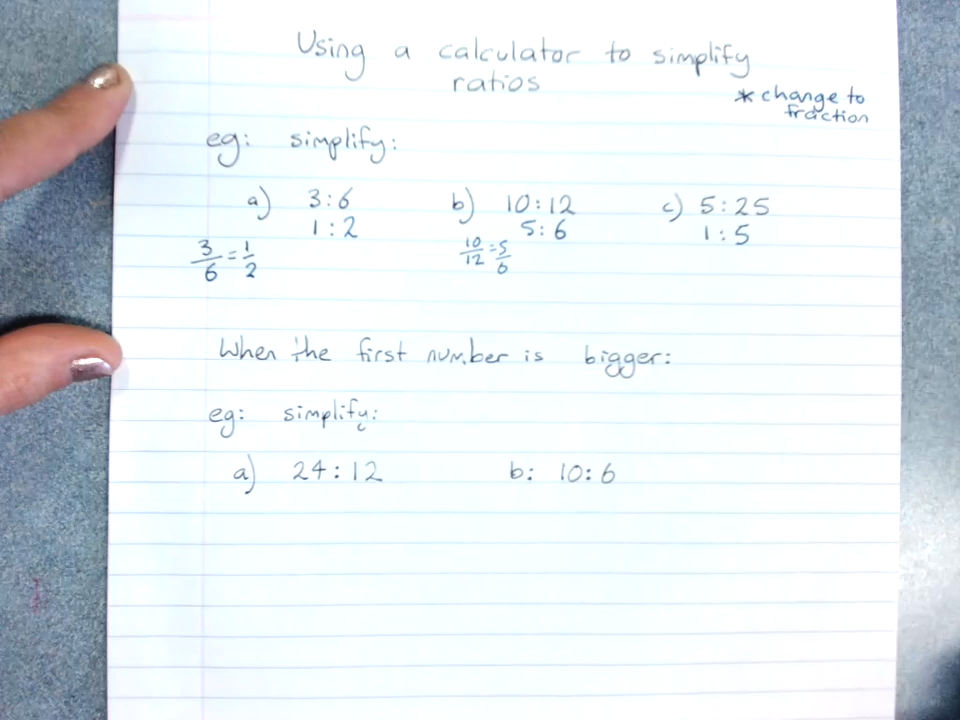 Using a calculator to simplify
ratios
* change to
fraction
eg: simplify:
a) 3:6 b) 10:12 c) 5:25
1:2 5:6 1:5
3/6 = 1/2 10/12 = 5/6
When the first number is bigger:
eg: simplify:
a) 24:12 b: 10:6